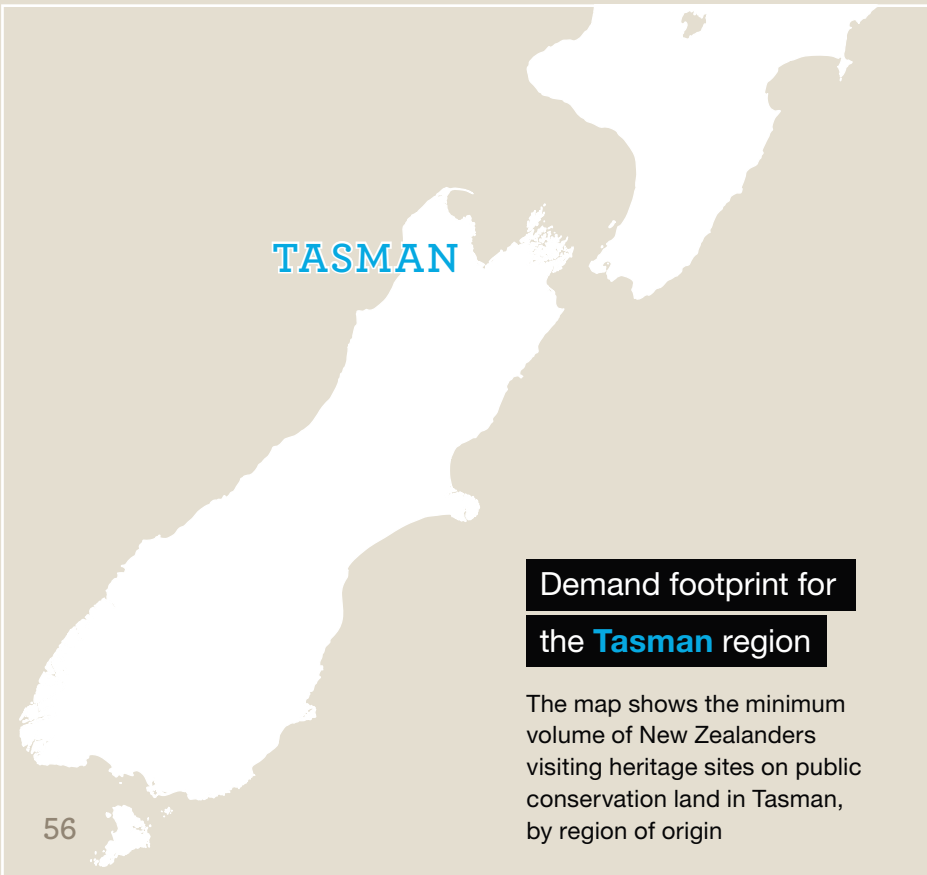 TASMAN
Demand footprint for
the Tasman region
The map shows the minimum
volume of New Zealanders
visiting heritage sites on public
conservation land in Tasman,
by region of origin
56